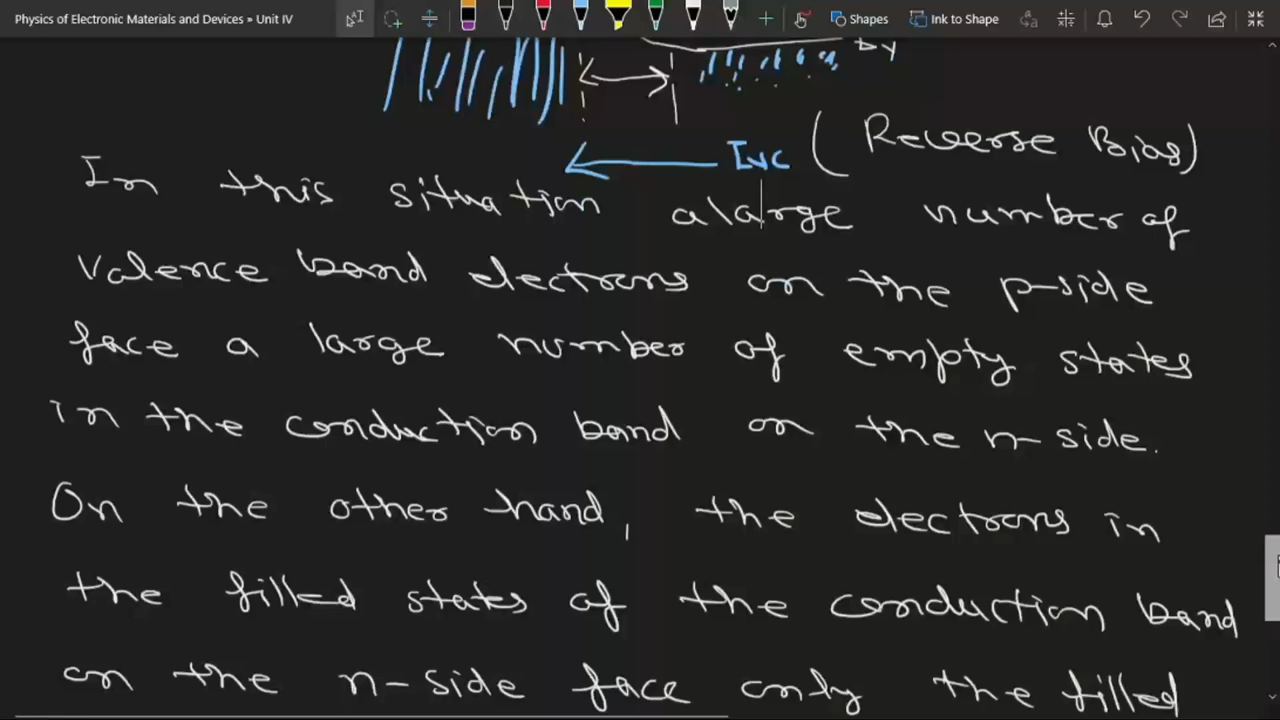 Physics of Electronic Materials and Devices » Unit IV
Shapes
Ink to Shape
(Reverse Bias)
Ivc
In this situation a large number of
valence band electrons on the p-side
face a large number of empty states
in the conduction band on the n-side.
On the other hand, the electrons in
the filled states of the conduction band
on the n-side face only the filled